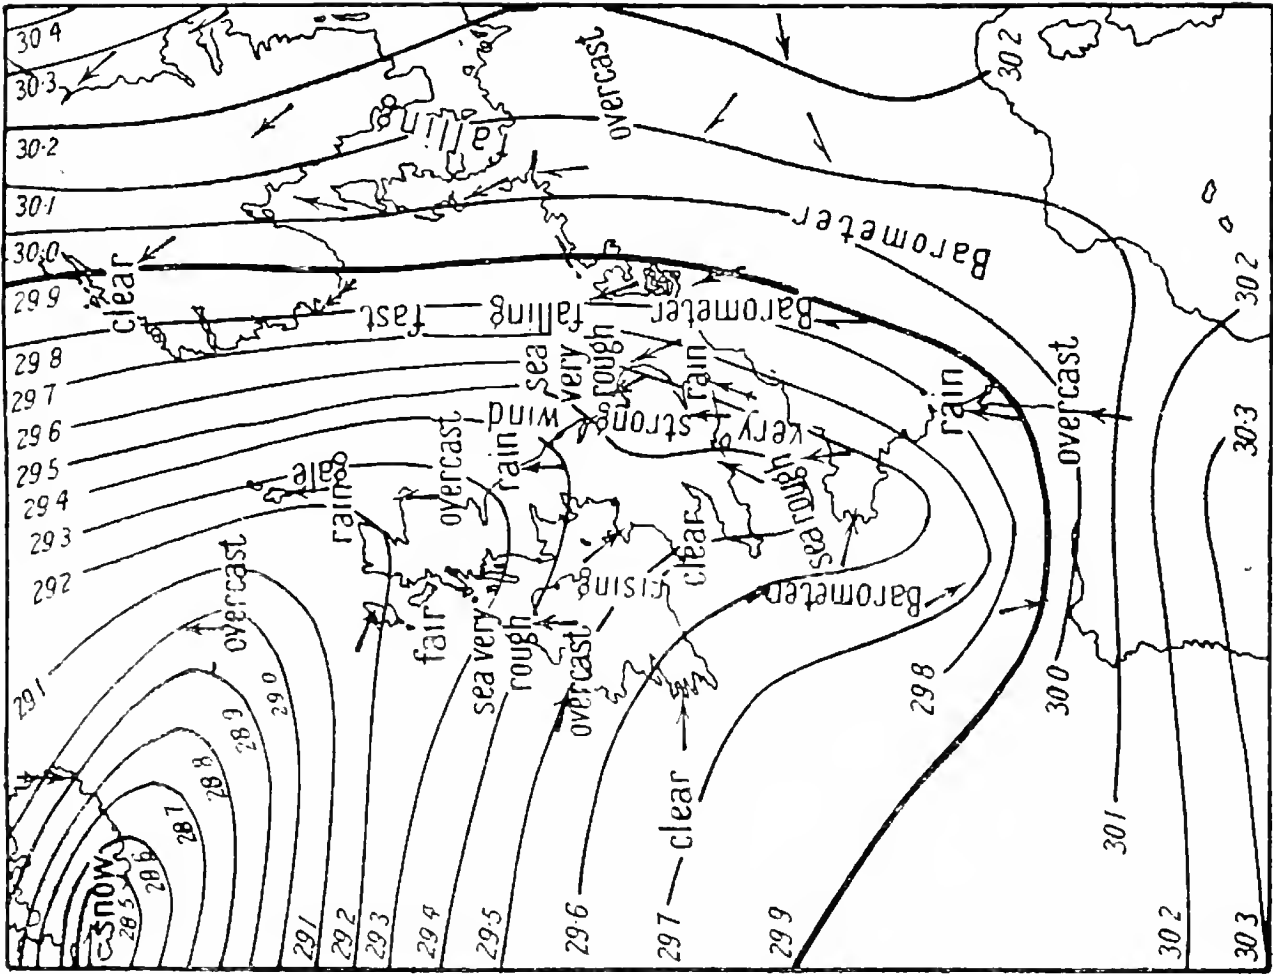 30 4
30·3
30·2
30·1
30·0
29 9
29 8
29 7
29 6
29 5
29 4
29 3
29 2
29 1
29 0
28 9
28 8
28 7
28 6
28 5
snow
clear
overcast
30 2
Barometer
allin
Barometer falling fast
sea very rough
rain
very strong wind
rain
overcast
30 2
30·3
gale
rain
overcast
rain
overcast
fair
sea very rough
overcast
rising
Barometer
clear
sea rough
clear
29 1
29 2
29 3
29 4
29·5
29·6
29 7
29 9
29 8
30 0
30 1
30 2
30 3